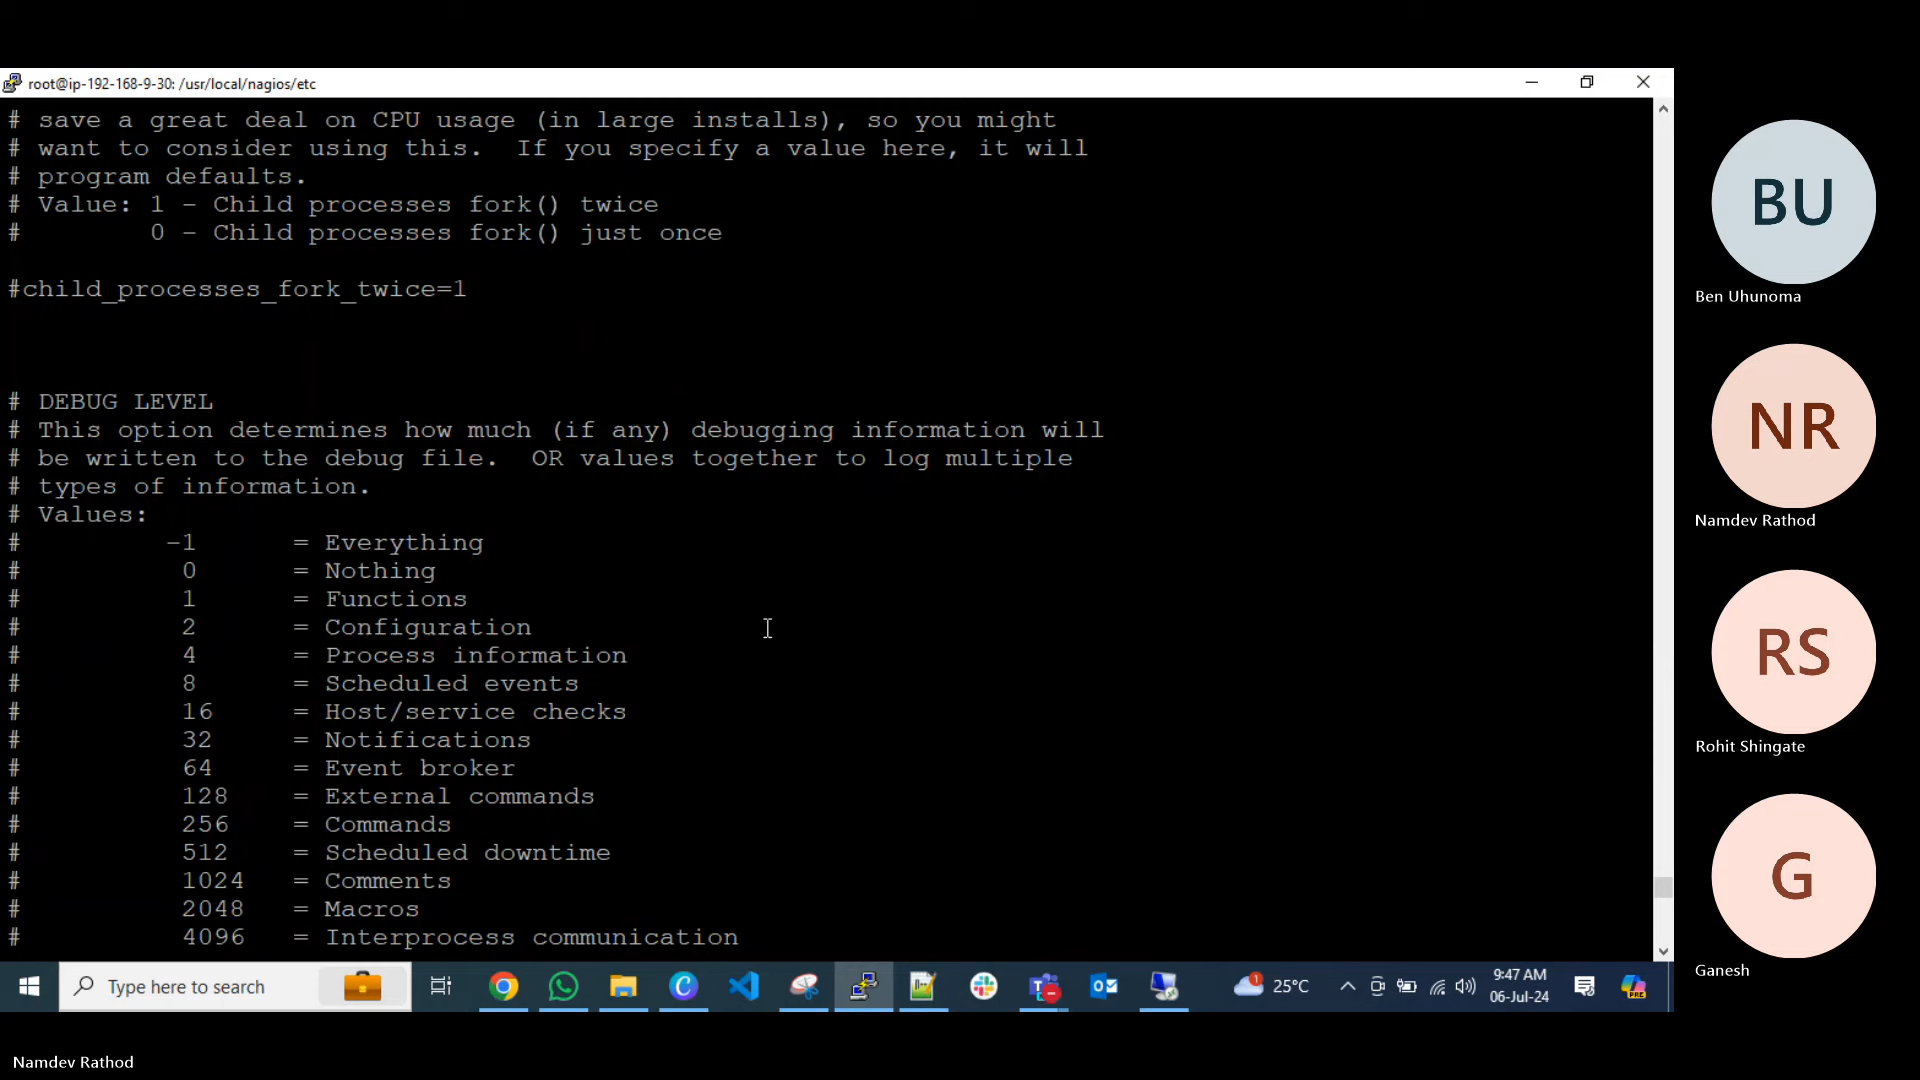 root@ip-192-168-9-30: /usr/local/nagios/etc
# save a great deal on CPU usage (in large installs), so you might
# want to consider using this.  If you specify a value here, it will
# program defaults.
# Value: 1 - Child processes fork() twice
#        0 - Child processes fork() just once
#child_processes_fork_twice=1
# DEBUG LEVEL
# This option determines how much (if any) debugging information will
# be written to the debug file.  OR values together to log multiple
# types of information.
# Values:
#          -1      = Everything
#           0      = Nothing
#           1      = Functions
#           2      = Configuration
#           4      = Process information
#           8      = Scheduled events
#           16     = Host/service checks
#           32     = Notifications
#           64     = Event broker
#           128    = External commands
#           256    = Commands
#           512    = Scheduled downtime
#           1024   = Comments
#           2048   = Macros
#           4096   = Interprocess communication
Type here to search
1
25°C
9:47 AM
06-Jul-24
PRE
BU
Ben Uhunoma
NR
Namdev Rathod
RS
Rohit Shingate
G
Ganesh
Namdev Rathod